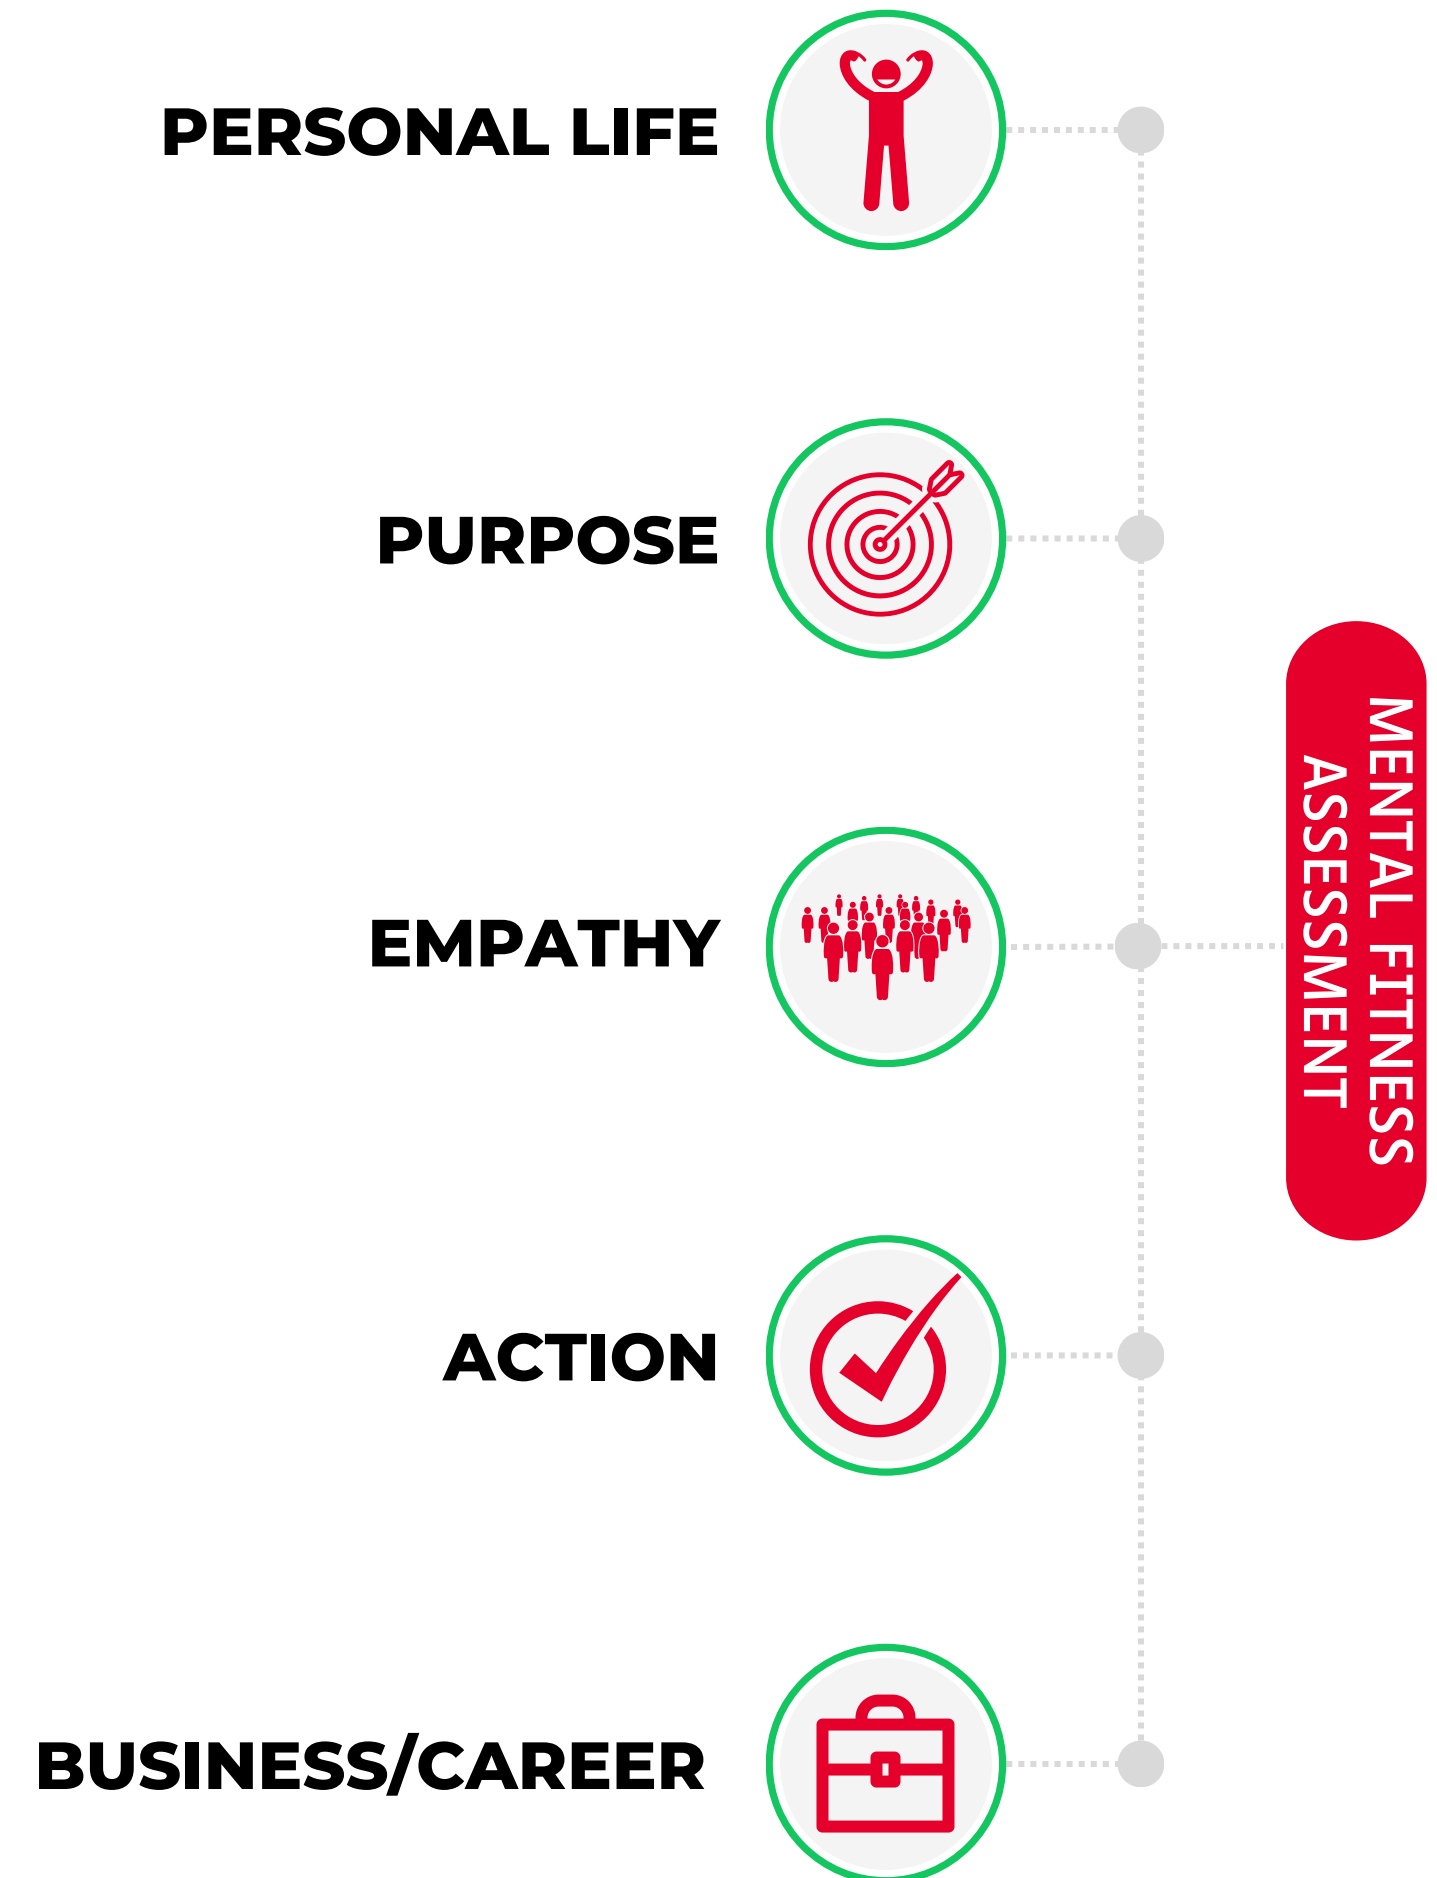 PERSONAL LIFE
PURPOSE
EMPATHY
ACTION
BUSINESS/CAREER
MENTAL FITNESS
ASSESSMENT